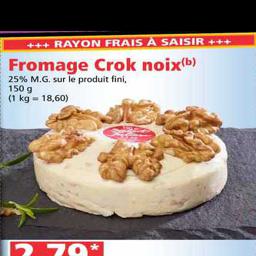 +++ RAYON FRAIS À SAISIR +++
Fromage Crok noix(b)
25% M.G. sur le produit fini,
150 g
(1 kg = 18,60)
2.79*